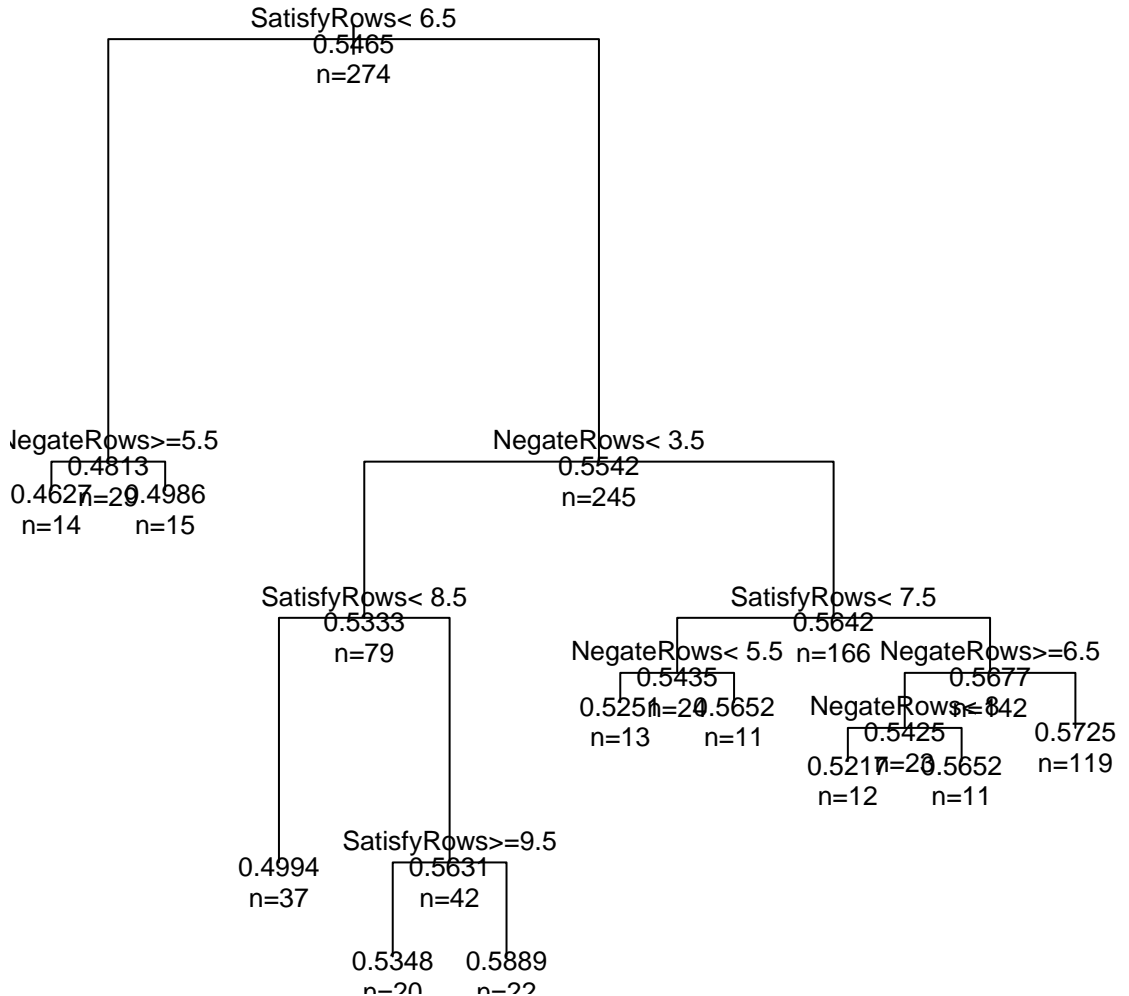 SatisfyRows< 6.5
0.5465
n=274
NegateRows>=5.5
0.4813
n=29
0.4627
n=14
0.4986
n=15
NegateRows< 3.5
0.5542
n=245
SatisfyRows< 8.5
0.5333
n=79
0.4994
n=37
SatisfyRows>=9.5
0.5631
n=42
0.5348
n=20
0.5889
n=22
SatisfyRows< 7.5
0.5642
n=166
NegateRows< 5.5
0.5435
n=24
0.5251
n=13
0.5652
n=11
NegateRows>=6.5
0.5677
n=142
NegateRows< 8
0.5425
n=23
0.5217
n=12
0.5652
n=11
0.5725
n=119